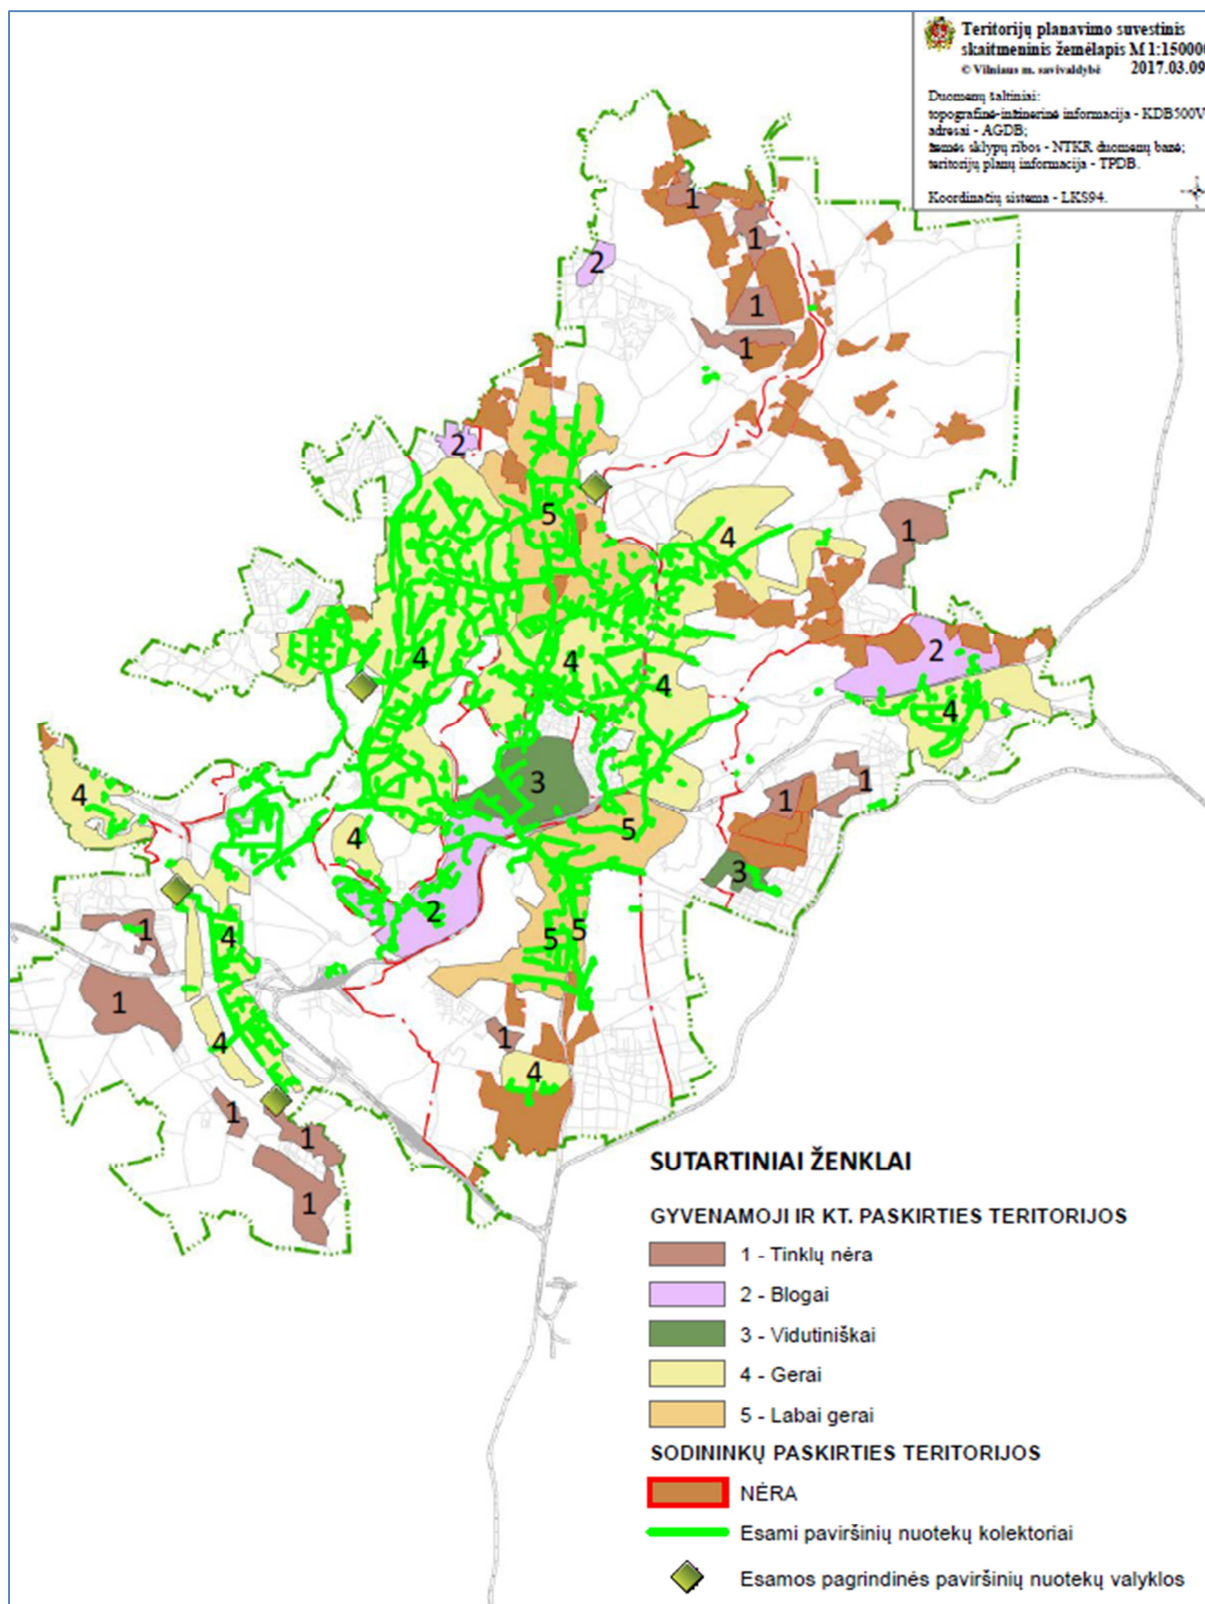 Teritorijų planavimo suvestinis
skaitmeninis žemėlapis M 1:150000
© Vilniaus m. savivaldybė 2017.03.09
Duomenų šaltiniai:
topografinė-inžinerinė informacija - KDB500V
adresai - AGDB;
žemės sklypų ribos - NTKR duomenų bazė;
teritorijų planų informacija - TPDB.
Koordinačių sistema - LKS94.
1
1
2
1
1
2
5
4
1
4
4
4
2
4
3
1
1
4
5
4
3
2
1
4
5
5
1
4
1
4
1
1
1
SUTARTINIAI ŽENKLAI
GYVENAMOJI IR KT. PASKIRTIES TERITORIJOS
1 - Tinklų nėra
2 - Blogai
3 - Vidutiniškai
4 - Gerai
5 - Labai gerai
SODININKŲ PASKIRTIES TERITORIJOS
NĖRA
Esami paviršinių nuotekų kolektoriai
Esamos pagrindinės paviršinių nuotekų valyklos